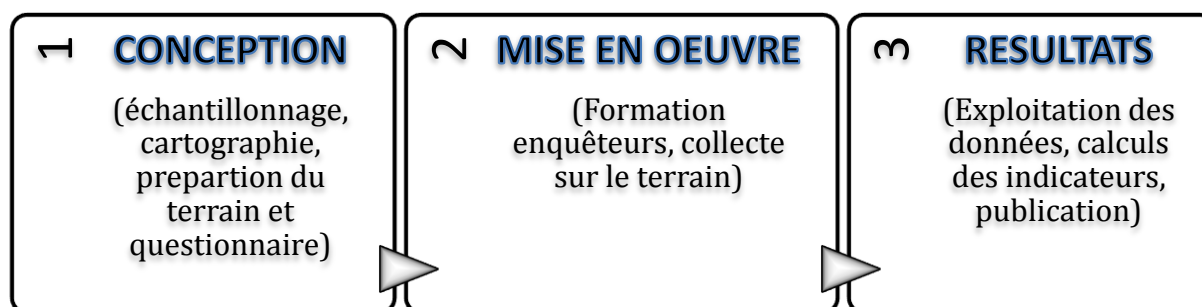 1
CONCEPTION
(échantillonnage,
cartographie,
prepartion du
terrain et
questionnaire)
2
MISE EN OEUVRE
(Formation
enquêteurs, collecte
sur le terrain)
3
RESULTATS
(Exploitation des
données, calculs
des indicateurs,
publication)